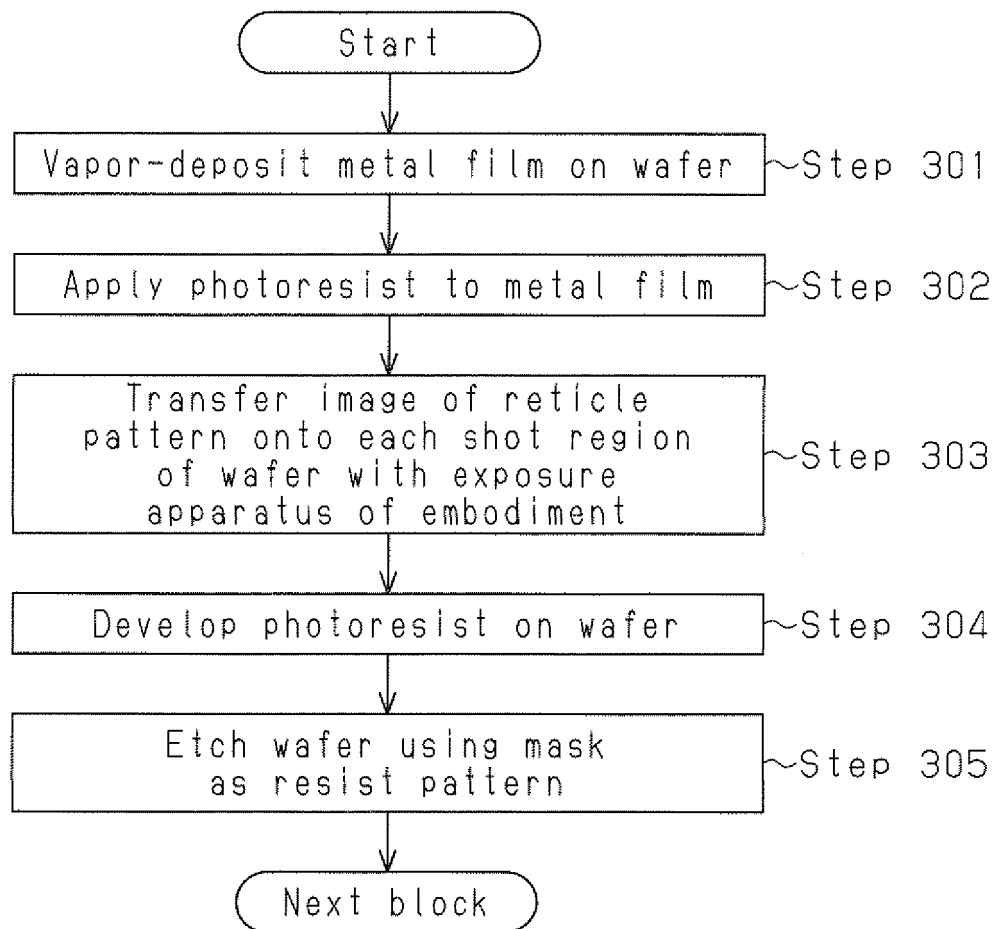 Start
Vapor-deposit metal film on wafer
Step 301
Apply photoresist to metal film
Step 302
Transfer image of reticle
pattern onto each shot region
of wafer with exposure
apparatus of embodiment
Step 303
Develop photoresist on wafer
Step 304
Etch wafer using mask
as resist pattern
Step 305
Next block